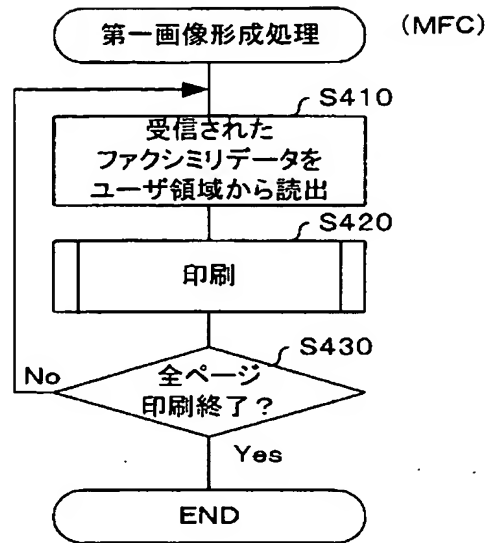 第一画像形成処理
(MFC)
S410
受信された
ファクシミリデータを
ユーザ領域から読出
S420
印刷
S430
全ページ
印刷終了？
No
Yes
END